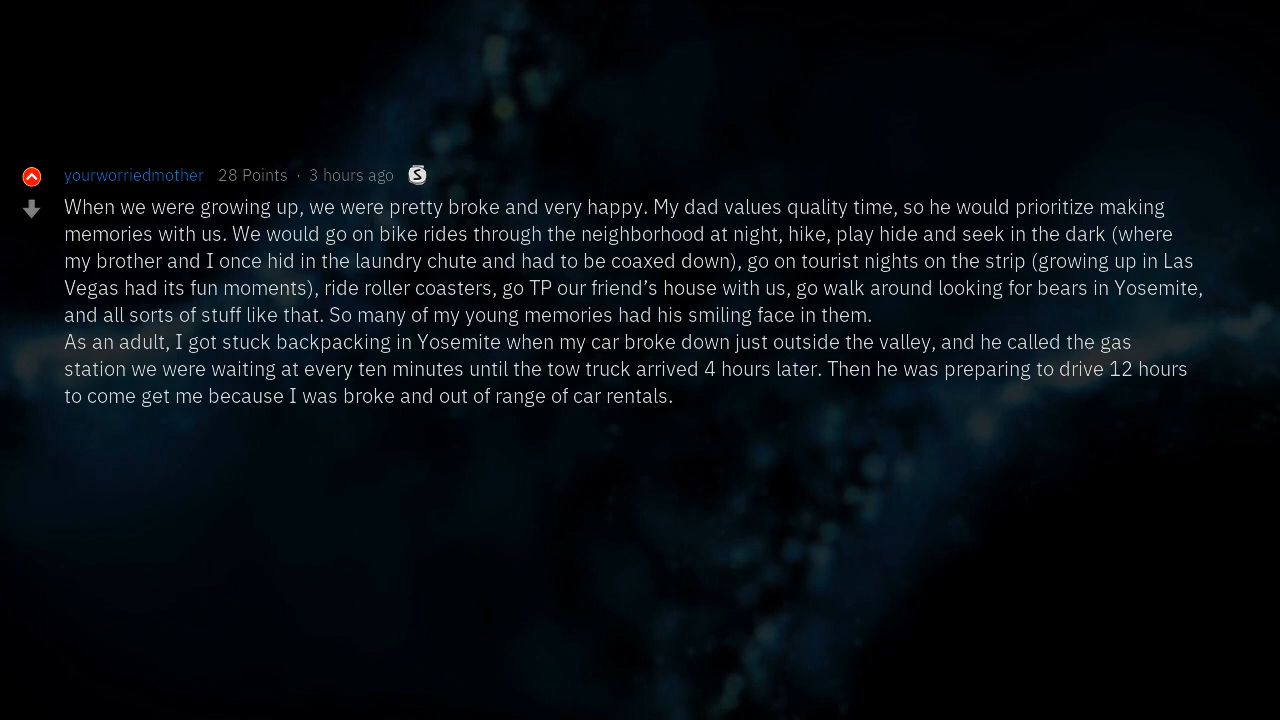 yourworriedmother 28 Points · 3 hours ago S
When we were growing up, we were pretty broke and very happy. My dad values quality time, so he would prioritize making
memories with us. We would go on bike rides through the neighborhood at night, hike, play hide and seek in the dark (where
my brother and I once hid in the laundry chute and had to be coaxed down), go on tourist nights on the strip (growing up in Las
Vegas had its fun moments), ride roller coasters, go TP our friend’s house with us, go walk around looking for bears in Yosemite,
and all sorts of stuff like that. So many of my young memories had his smiling face in them.
As an adult, I got stuck backpacking in Yosemite when my car broke down just outside the valley, and he called the gas
station we were waiting at every ten minutes until the tow truck arrived 4 hours later. Then he was preparing to drive 12 hours
to come get me because I was broke and out of range of car rentals.